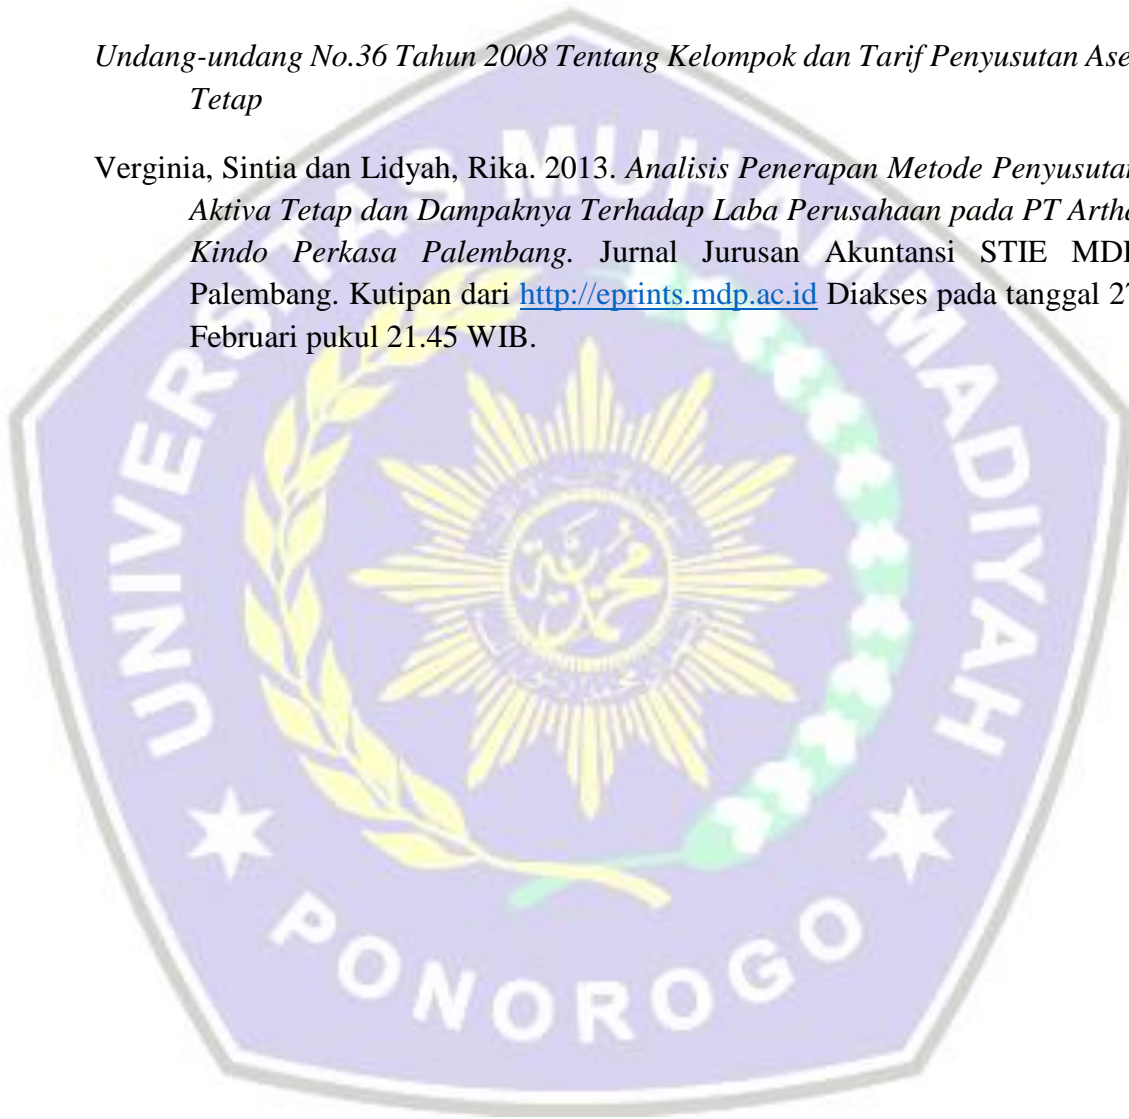 Undang-undang No.36 Tahun 2008 Tentang Kelompok dan Tarif Penyusutan Ase
Tetap
Verginia, Sintia dan Lidyah, Rika. 2013. Analisis Penerapan Metode Penyusutan
Aktiva Tetap dan Dampaknya Terhadap Laba Perusahaan pada PT Artha
Kindo Perkasa Palembang. Jurnal Jurusan Akuntansi STIE MDP
Palembang. Kutipan dari http://eprints.mdp.ac.id Diakses pada tanggal 27
Februari pukul 21.45 WIB.
UNIVERSITAS MUHAMMADIYAH
PONOROGO